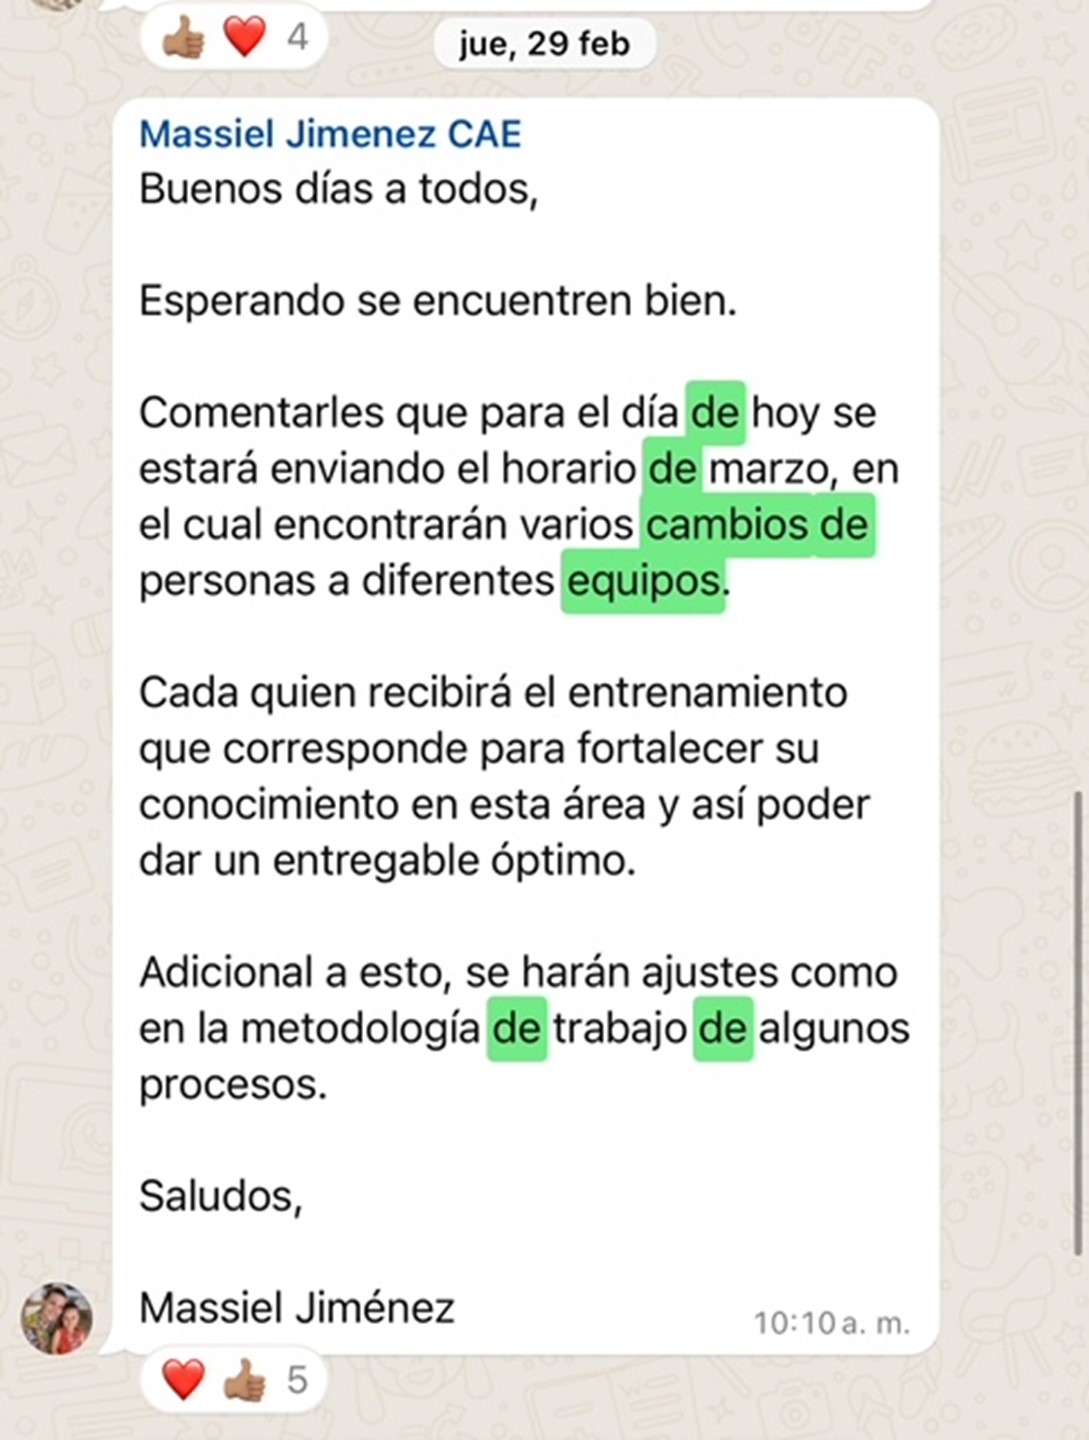 4
jue, 29 feb
Massiel Jimenez CAE
Buenos días a todos,
Esperando se encuentren bien.
Comentarles que para el día de hoy se
estará enviando el horario de marzo, en
el cual encontrarán varios cambios de
personas a diferentes equipos.
Cada quien recibirá el entrenamiento
que corresponde para fortalecer su
conocimiento en esta área y así poder
dar un entregable óptimo.
Adicional a esto, se harán ajustes como
en la metodología de trabajo de algunos
procesos.
Saludos,
Massiel Jiménez
10:10 a. m.
5